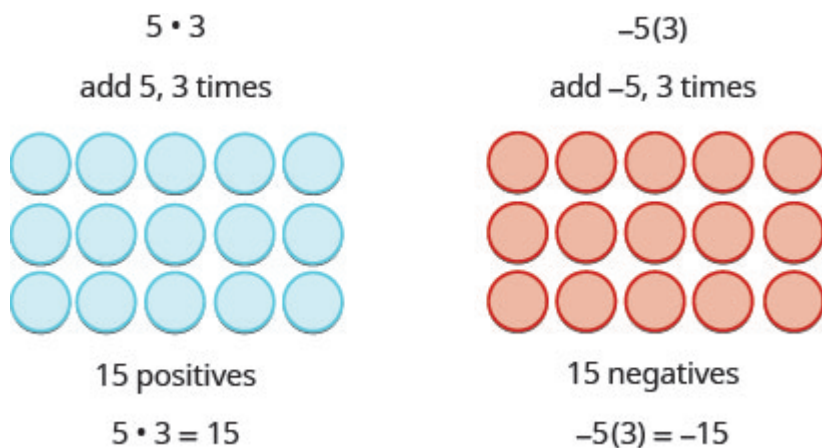 5 • 3
add 5, 3 times
15 positives
5 • 3 = 15
–5(3)
add –5, 3 times
15 negatives
–5(3) = –15